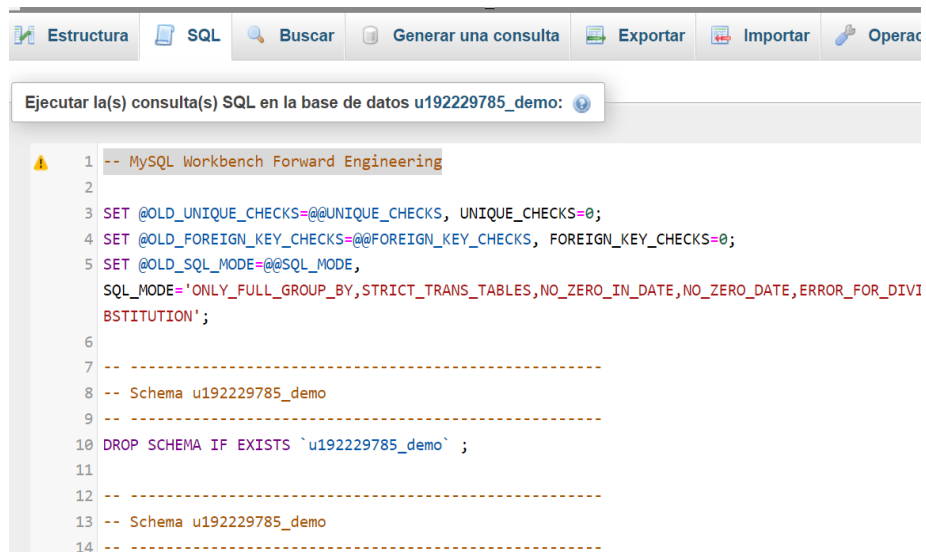 Estructura SQL Buscar Generar una consulta Exportar Importar Operac
Ejecutar la(s) consulta(s) SQL en la base de datos u192229785_demo:
1 -- MySQL Workbench Forward Engineering
2
3 SET @OLD_UNIQUE_CHECKS=@@UNIQUE_CHECKS, UNIQUE_CHECKS=0;
4 SET @OLD_FOREIGN_KEY_CHECKS=@@FOREIGN_KEY_CHECKS, FOREIGN_KEY_CHECKS=0;
5 SET @OLD_SQL_MODE=@@SQL_MODE,
SQL_MODE='ONLY_FULL_GROUP_BY,STRICT_TRANS_TABLES,NO_ZERO_IN_DATE,NO_ZERO_DATE,ERROR_FOR_DIVI
BSTITUTION';
6
7 -- -----------------------------------------------------
8 -- Schema u192229785_demo
9 -- -----------------------------------------------------
10 DROP SCHEMA IF EXISTS `u192229785_demo` ;
11
12 -- -----------------------------------------------------
13 -- Schema u192229785_demo
14 -- -----------------------------------------------------